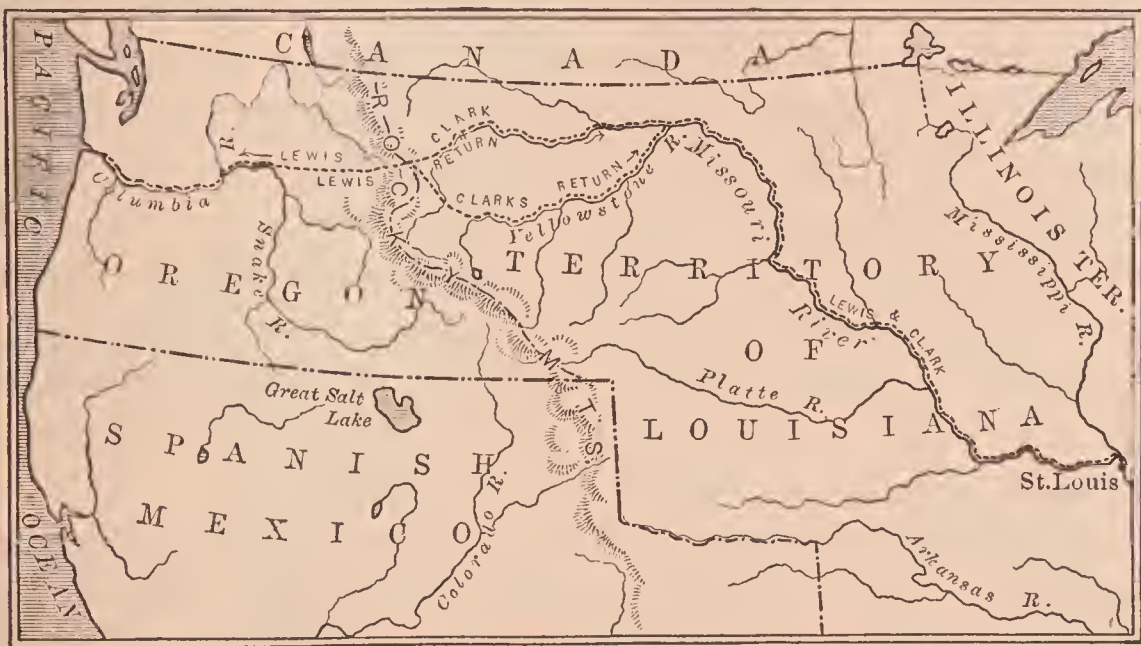 CANADA
PACIFIC
OCEAN
ROCKY MTS.
ILLINOIS TER.
CLARK
RETURN
LEWIS
LEWIS
R.
Columbia
CLARKS RETURN
Yellowstone R.
Missouri
River
Mississippi R.
OREGON
Snake R.
TERRITORY
OF
LOUISIANA
LEWIS & CLARK
Platte R.
Great Salt
Lake
SPANISH
MEXICO
Colorado R.
St. Louis
Arkansas R.